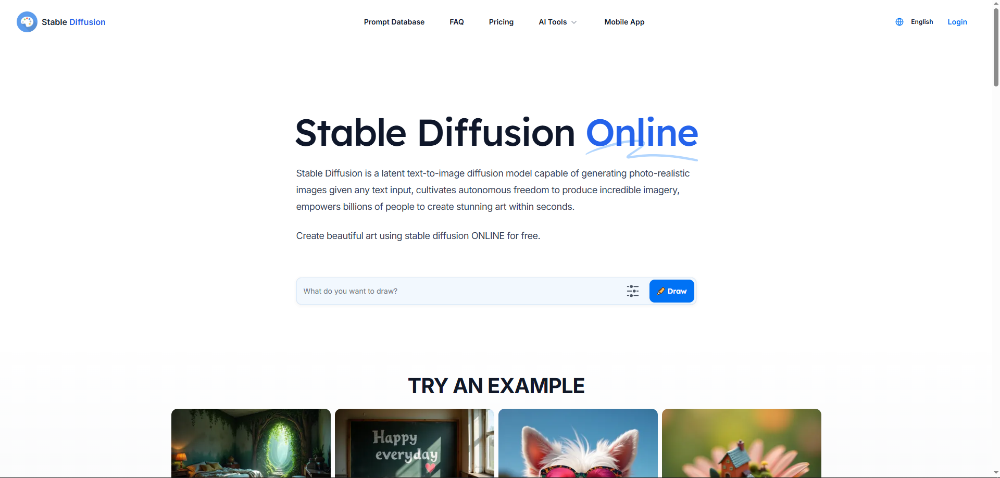 Stable Diffusion
Prompt Database
FAQ
Pricing
AI Tools
Mobile App
English
Login
Stable Diffusion Online
Stable Diffusion is a latent text-to-image diffusion model capable of generating photo-realistic
images given any text input, cultivates autonomous freedom to produce incredible imagery,
empowers billions of people to create stunning art within seconds.
Create beautiful art using stable diffusion ONLINE for free.
What do you want to draw?
Draw
TRY AN EXAMPLE
Happy
everyday